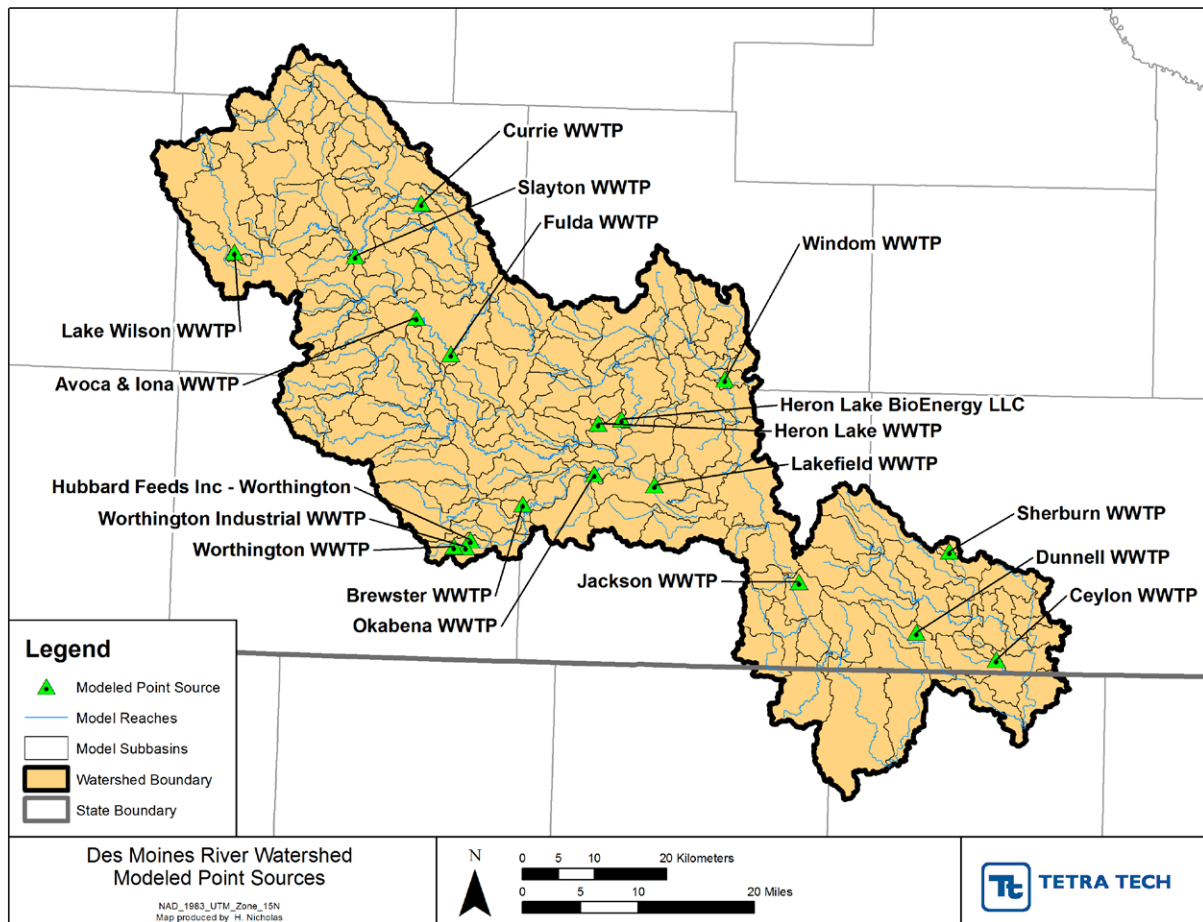 Currie WWTP
Slayton WWTP
Fulda WWTP
Windom WWTP
Lake Wilson WWTP
Avoca & Iona WWTP
Heron Lake BioEnergy LLC
Heron Lake WWTP
Lakefield WWTP
Hubbard Feeds Inc - Worthington
Worthington Industrial WWTP
Worthington WWTP
Sherburn WWTP
Dunnell WWTP
Jackson WWTP
Ceylon WWTP
Brewster WWTP
Okabena WWTP
Legend
Modeled Point Source
Model Reaches
Model Subbasins
Watershed Boundary
State Boundary
Des Moines River Watershed
Modeled Point Sources
NAD_1983_UTM_Zone_15N
Map produced by H. Nicholas
N
0 5 10 20 Kilometers
0 5 10 20 Miles
Tt TETRA TECH